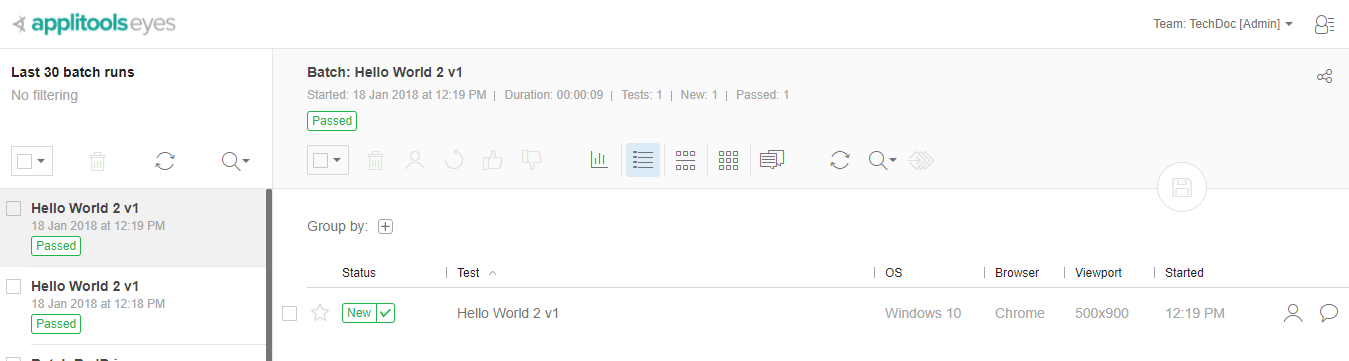 applitools eyes
Team: TechDoc [Admin]
Last 30 batch runs
No filtering
Batch: Hello World 2 v1
Started: 18 Jan 2018 at 12:19 PM | Duration: 00:00:09 | Tests: 1 | New: 1 | Passed: 1
Passed
Hello World 2 v1
18 Jan 2018 at 12:19 PM
Passed
Hello World 2 v1
18 Jan 2018 at 12:18 PM
Passed
Group by:
Status | Test | OS | Browser | Viewport | Started
New Hello World 2 v1 Windows 10 Chrome 500x900 12:19 PM